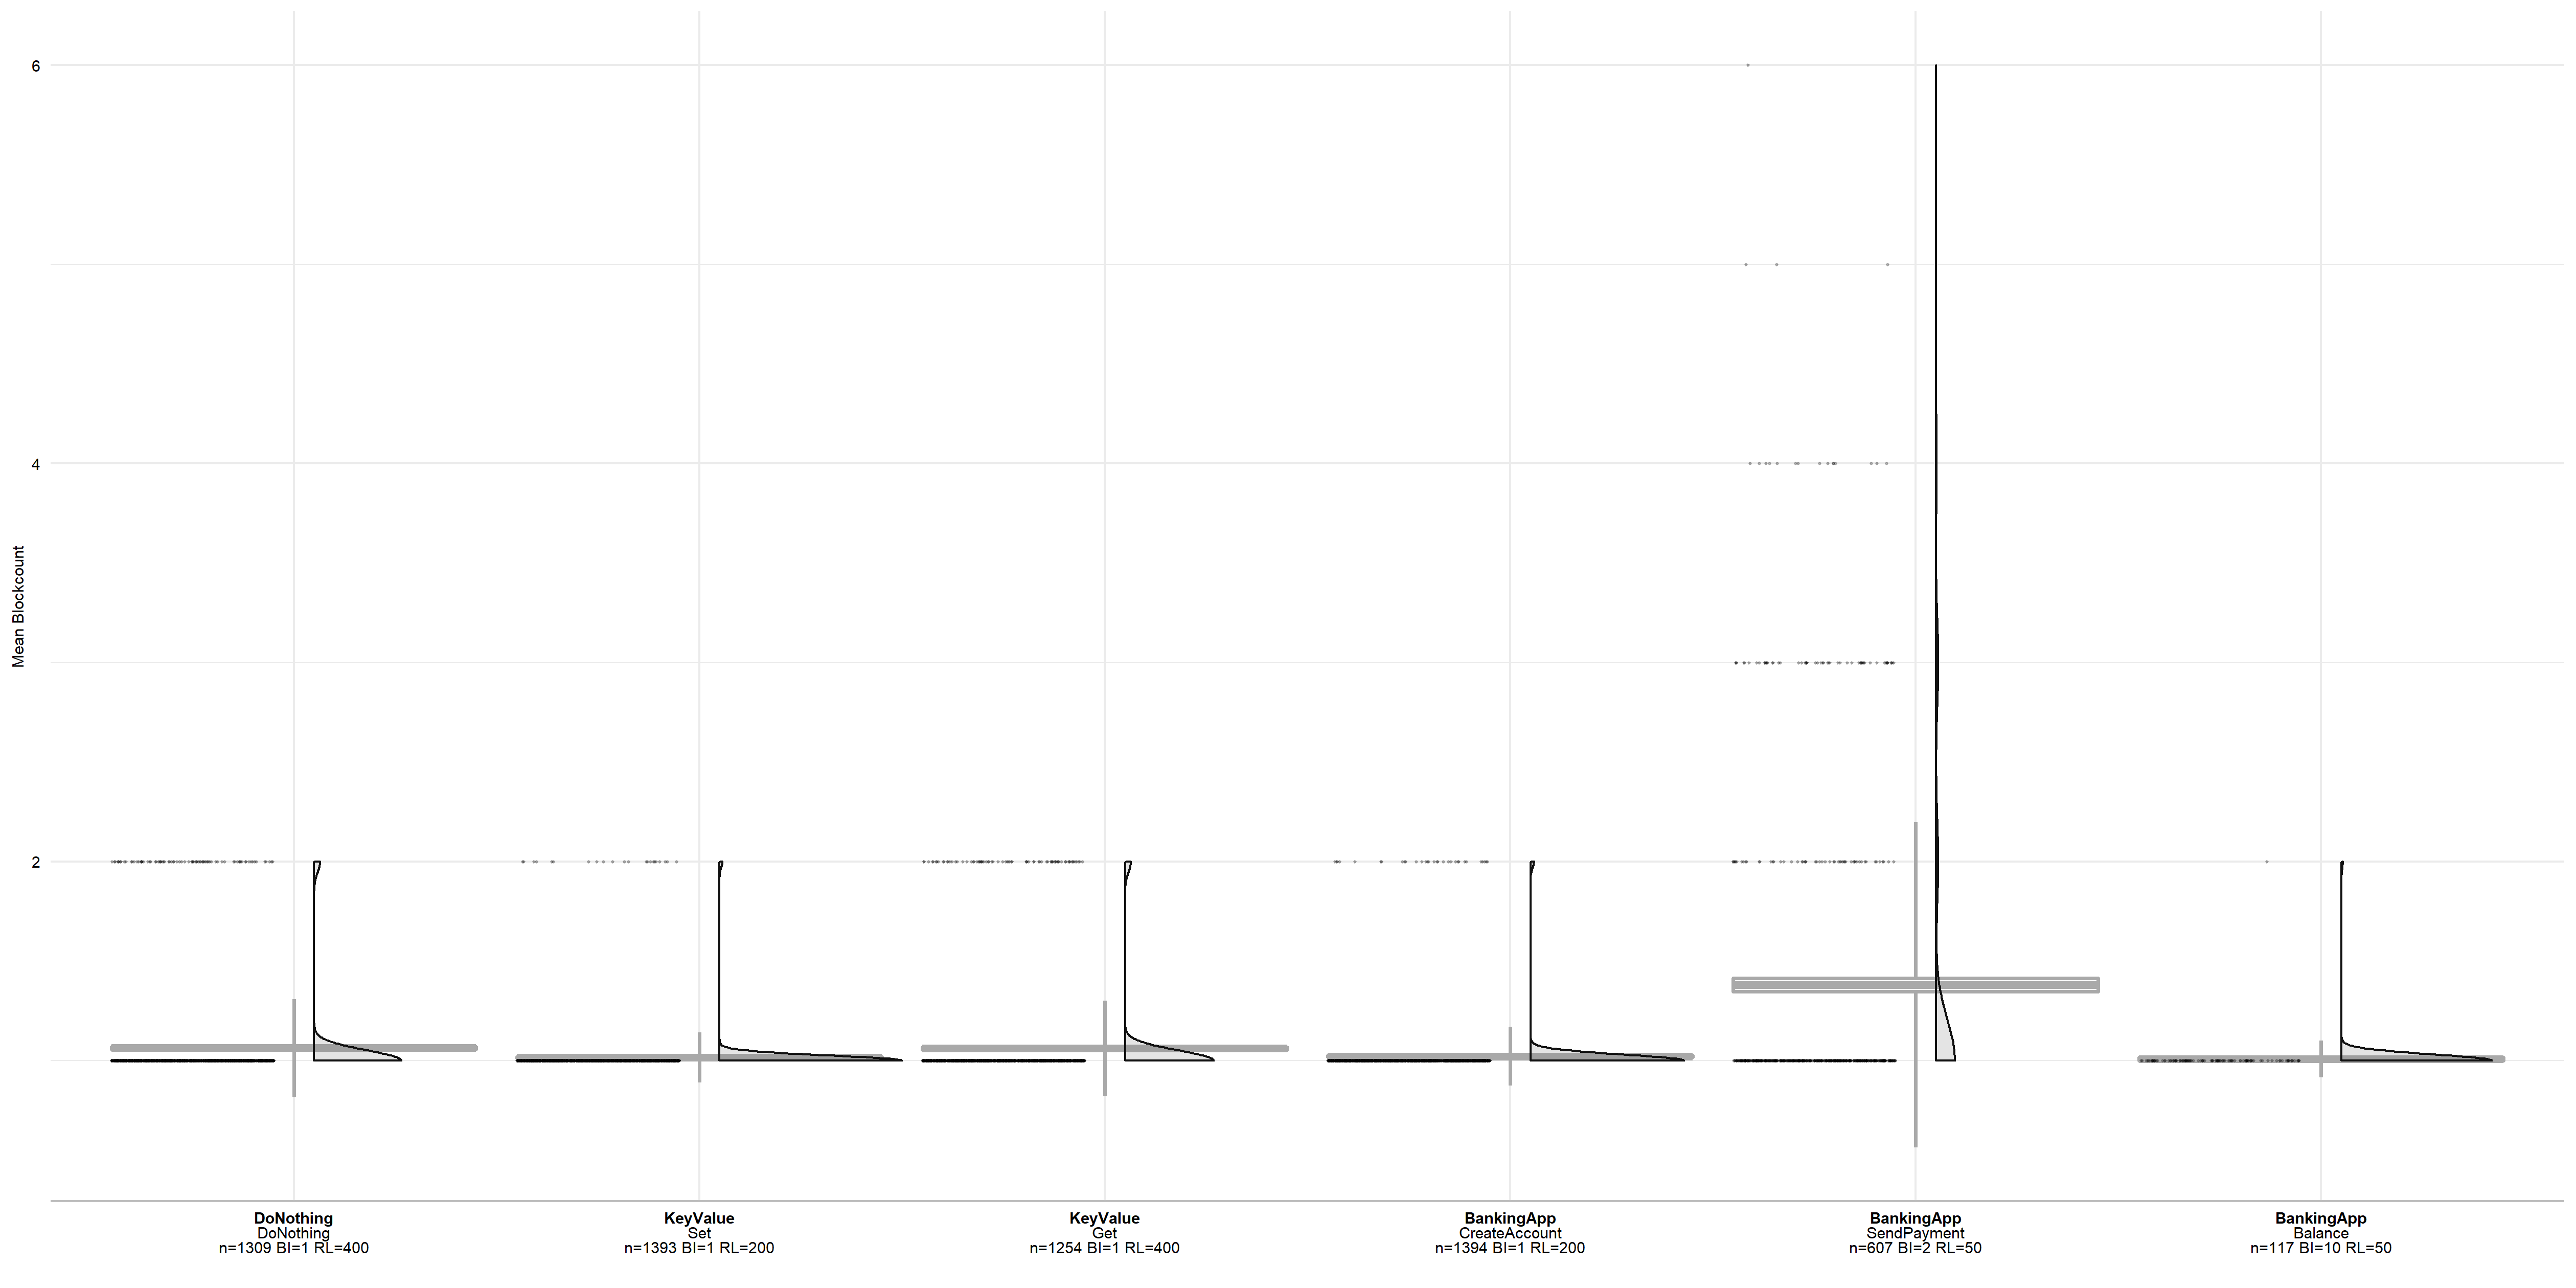 6
4
2
Mean Blockcount
DoNothing
DoNothing
n=1309 BI=1 RL=400
KeyValue
Set
n=1393 BI=1 RL=200
KeyValue
Get
n=1254 BI=1 RL=400
BankingApp
CreateAccount
n=1394 BI=1 RL=200
BankingApp
SendPayment
n=607 BI=2 RL=50
BankingApp
Balance
n=117 BI=10 RL=50